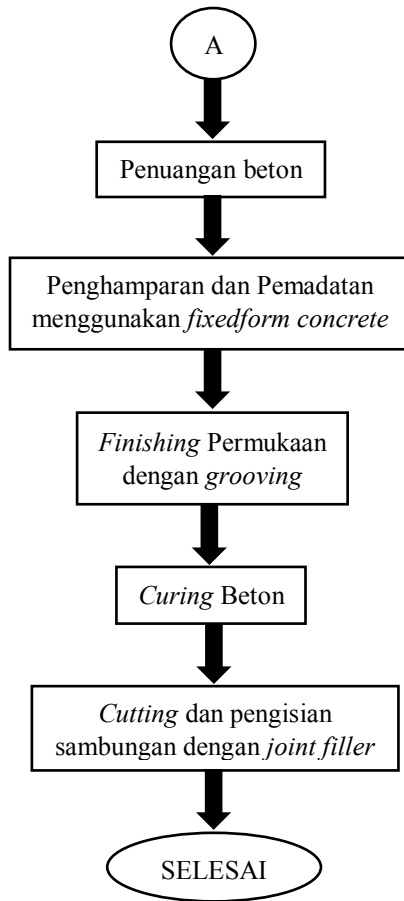 A
Penuangan beton
Penghamparan dan Pemadatan
menggunakan fixedform concrete
Finishing Permukaan
dengan grooving
Curing Beton
Cutting dan pengisian
sambungan dengan joint filler
SELESAI